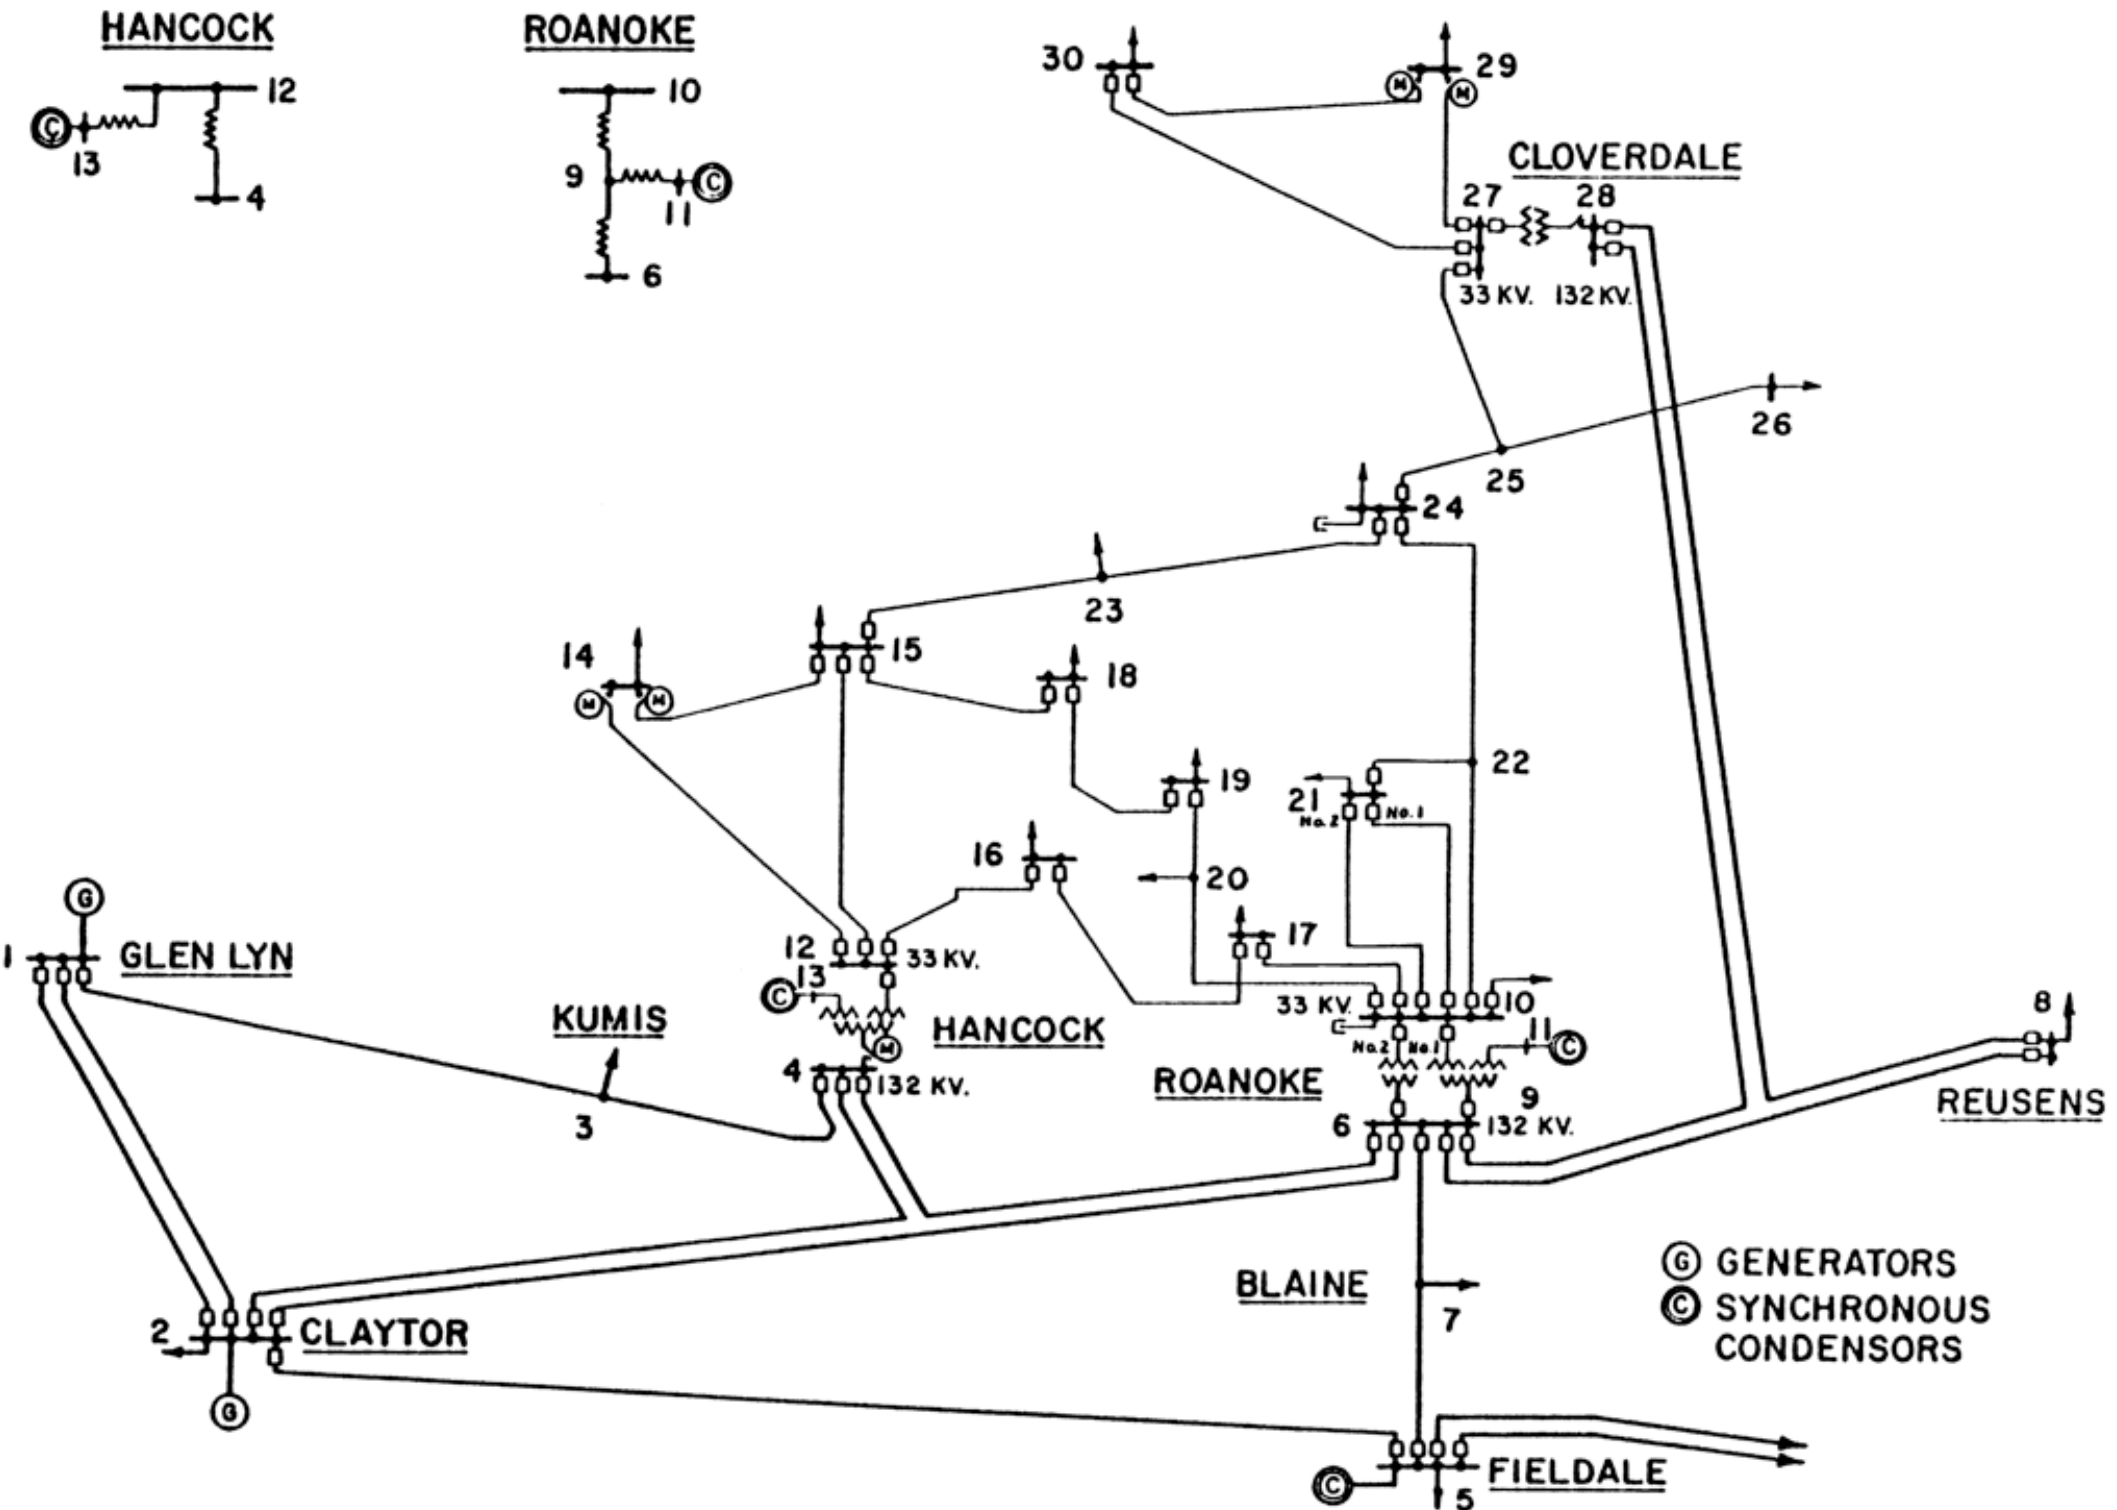 HANCOCK
12
C
13
4
ROANOKE
10
9
C
11
6
30
29
M
M
CLOVERDALE
27
28
33 KV.
132 KV.
26
25
24
23
15
14
M
M
18
19
22
21
No. 2
No. 1
16
20
17
G
1
GLEN LYN
12
33 KV.
13
C
KUMIS
HANCOCK
M
4
132 KV.
3
33 KV.
10
11
C
No. 2
No. 1
ROANOKE
9
6
132 KV.
8
REUSENS
BLAINE
7
G GENERATORS
C SYNCHRONOUS
CONDENSORS
2
CLAYTOR
G
C
FIELDALE
5